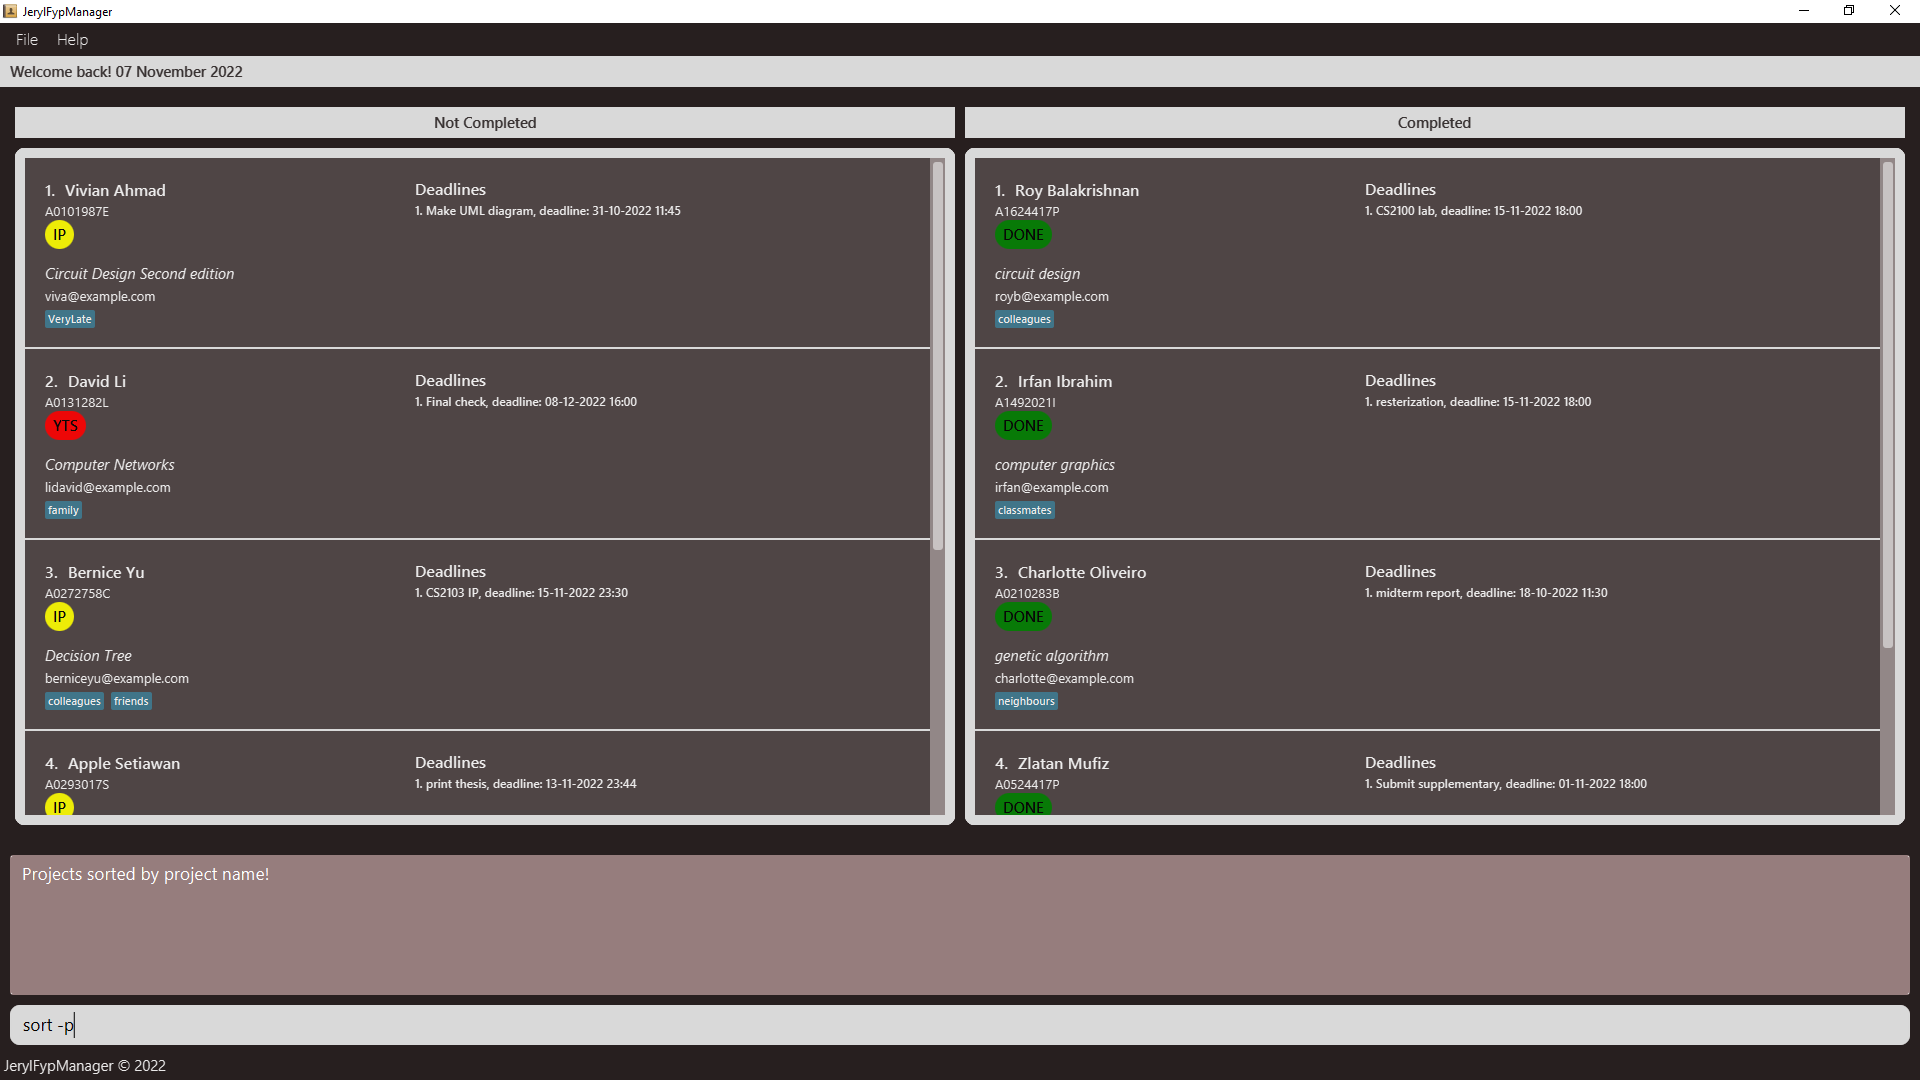 JerylFypManager
File Help
Welcome back! 07 November 2022
Not Completed
1. Vivian Ahmad
A0101987E
IP
Circuit Design Second edition
viva@example.com
VeryLate
Deadlines
1. Make UML diagram, deadline: 31-10-2022 11:45
2. David Li
A0131282L
YTS
Computer Networks
lidavid@example.com
family
Deadlines
1. Final check, deadline: 08-12-2022 16:00
3. Bernice Yu
A0272758C
IP
Decision Tree
berniceyu@example.com
colleagues friends
Deadlines
1. CS2103 IP, deadline: 15-11-2022 23:30
4. Apple Setiawan
A0293017S
IP
Deadlines
1. print thesis, deadline: 13-11-2022 23:44
Completed
1. Roy Balakrishnan
A1624417P
DONE
circuit design
royb@example.com
colleagues
Deadlines
1. CS2100 lab, deadline: 15-11-2022 18:00
2. Irfan Ibrahim
A1492021I
DONE
computer graphics
irfan@example.com
classmates
Deadlines
1. resterization, deadline: 15-11-2022 18:00
3. Charlotte Oliveiro
A0210283B
DONE
genetic algorithm
charlotte@example.com
neighbours
Deadlines
1. midterm report, deadline: 18-10-2022 11:30
4. Zlatan Mufiz
A0524417P
DONE
Deadlines
1. Submit supplementary, deadline: 01-11-2022 18:00
Projects sorted by project name!
sort -p
JerylFypManager © 2022